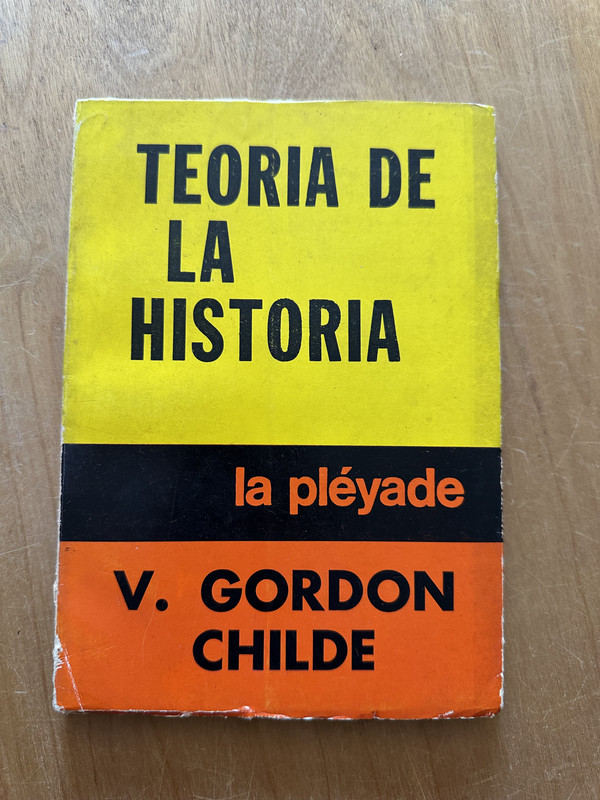 TEORIA DE
LA
HISTORIA
la pléyade
V. GORDON
CHILDE